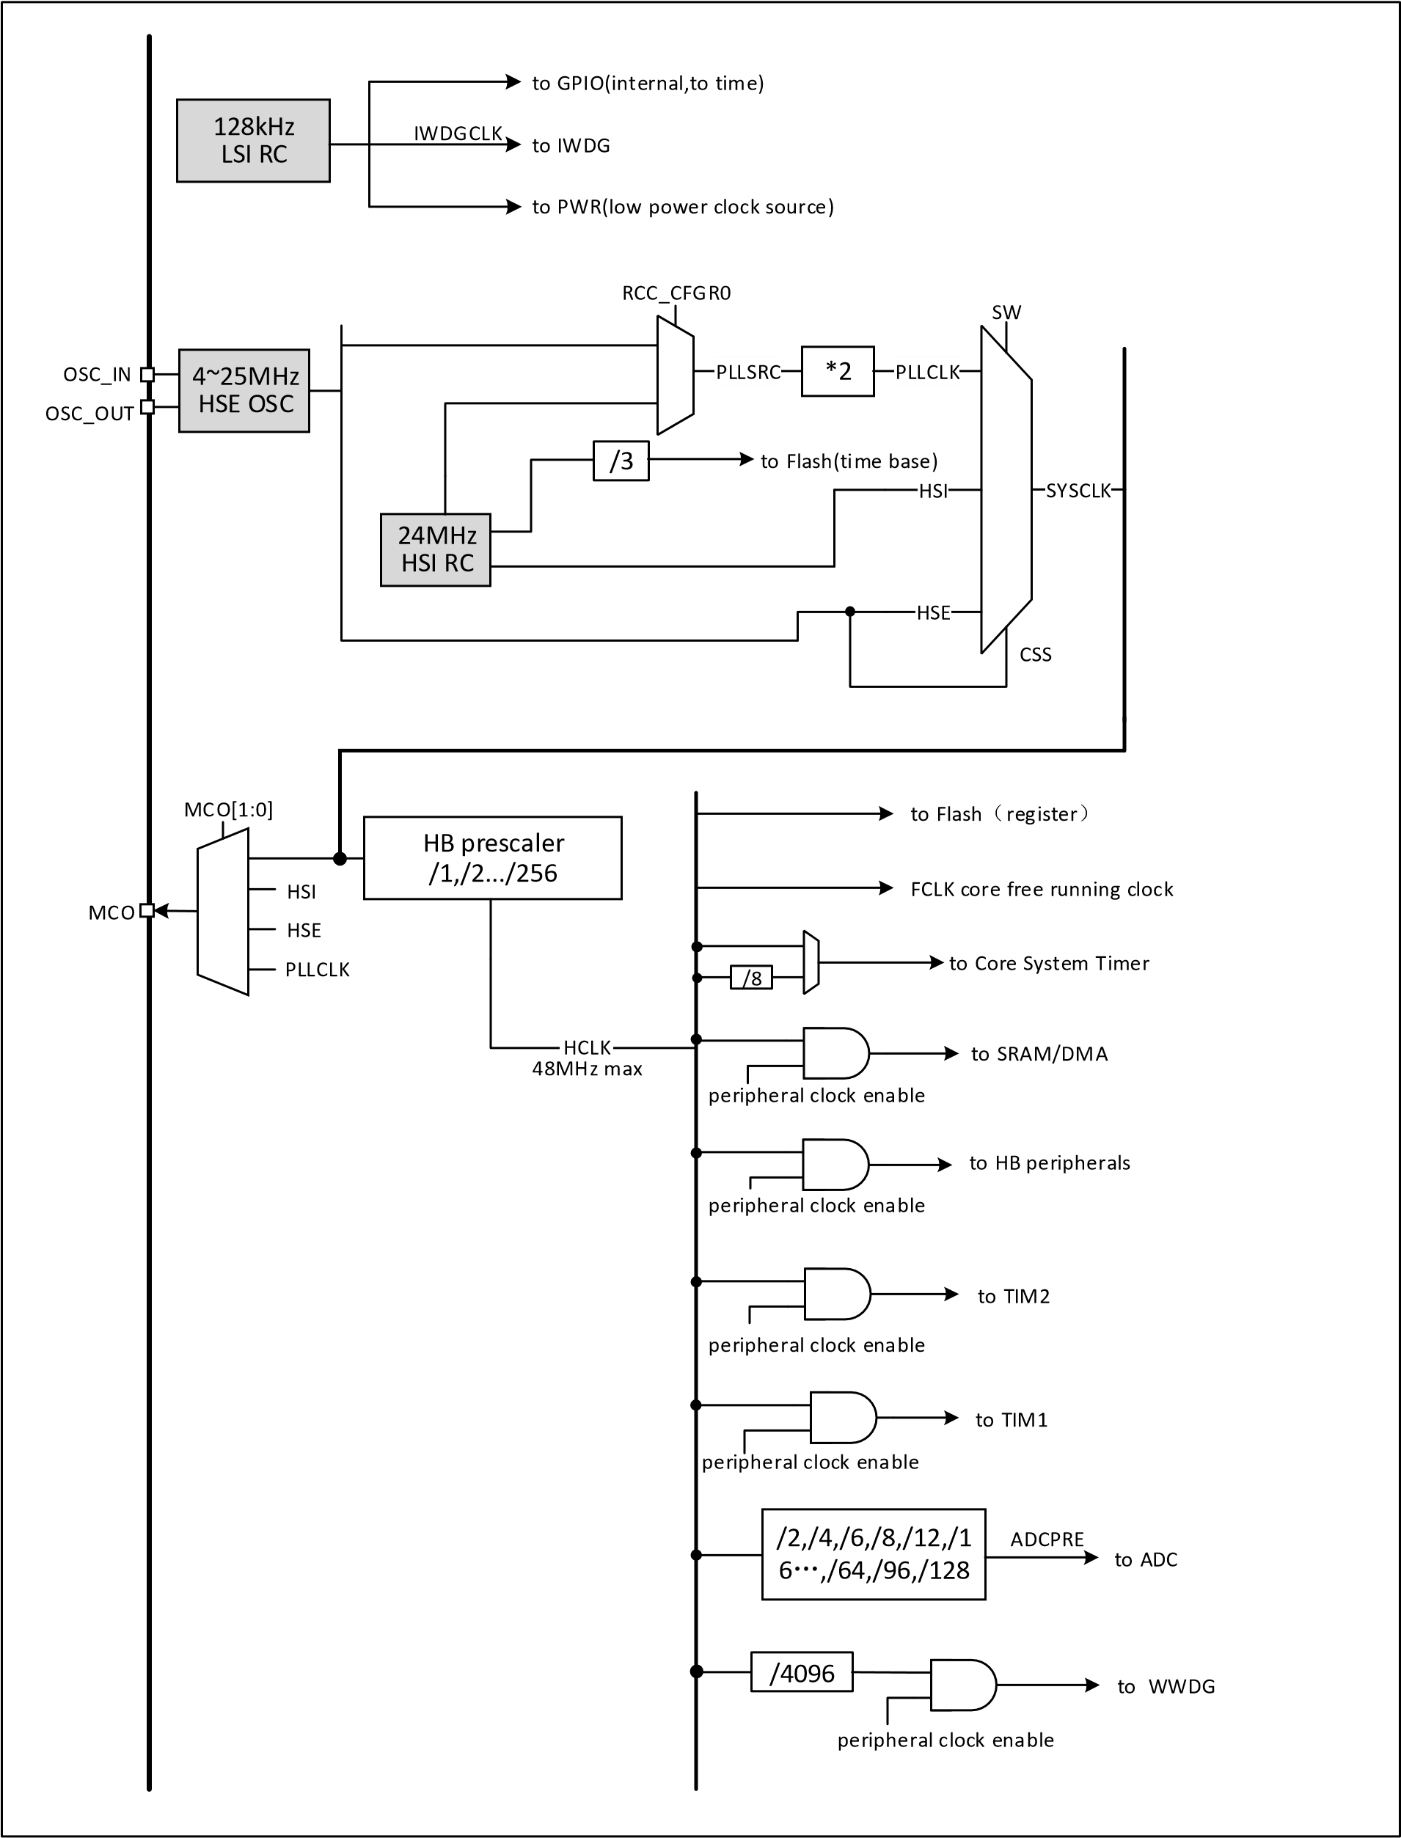 to GPIO(internal,to time)
128kHz
LSI RC
IWDGCLK
to IWDG
to PWR(low power clock source)
RCC_CFGR0
SW
OSC_IN
OSC_OUT
4~25MHz
HSE OSC
PLLSRC
*2
PLLCLK
/3
to Flash(time base)
HSI
SYSCLK
24MHz
HSI RC
HSE
CSS
MCO[1:0]
HB prescaler
/1,/2.../256
HSI
HSE
PLLCLK
MCO
HCLK
48MHz max
to Flash（register）
FCLK core free running clock
/8
to Core System Timer
to SRAM/DMA
peripheral clock enable
to HB peripherals
peripheral clock enable
to TIM2
peripheral clock enable
to TIM1
peripheral clock enable
/2,/4,/6,/8,/12,/1
6···,/64,/96,/128
ADCPRE
to ADC
/4096
to WWDG
peripheral clock enable